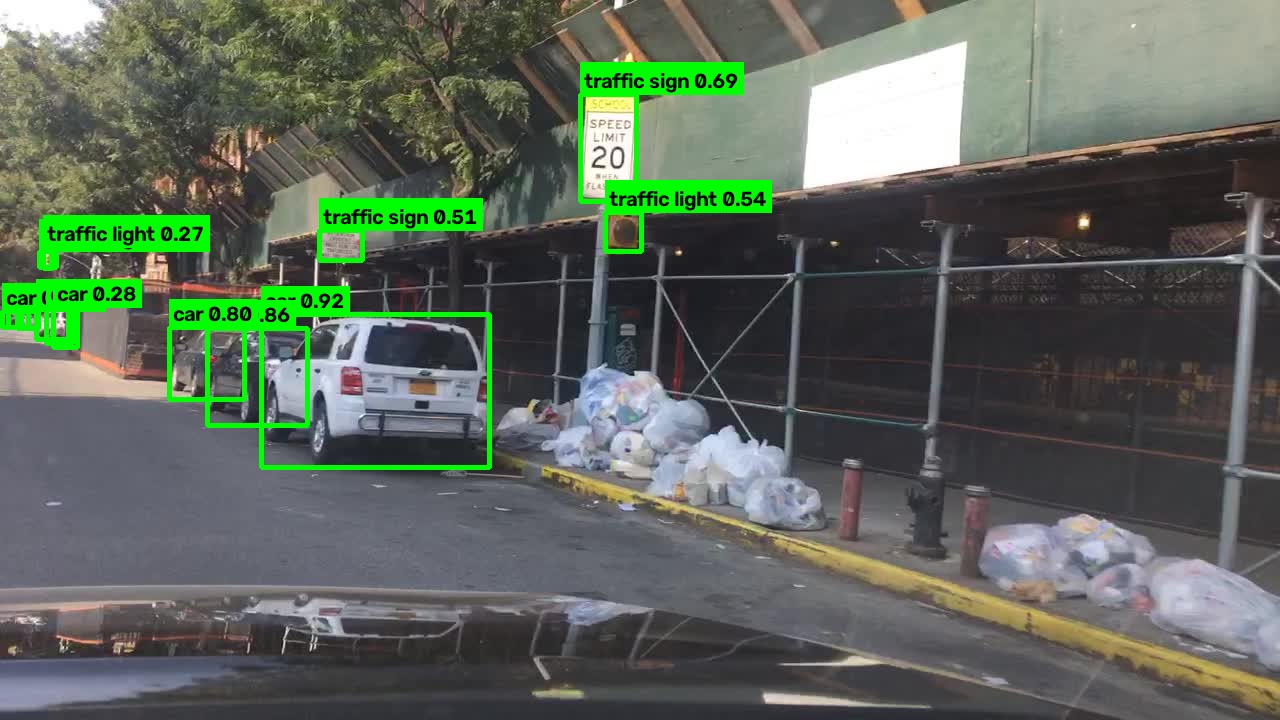 traffic sign 0.69
SCHOOL
SPEED
LIMIT
20
WHEN
traffic light 0.54
traffic sign 0.51
traffic light 0.27
car 0.28
car 0.92
car 0.80
.86